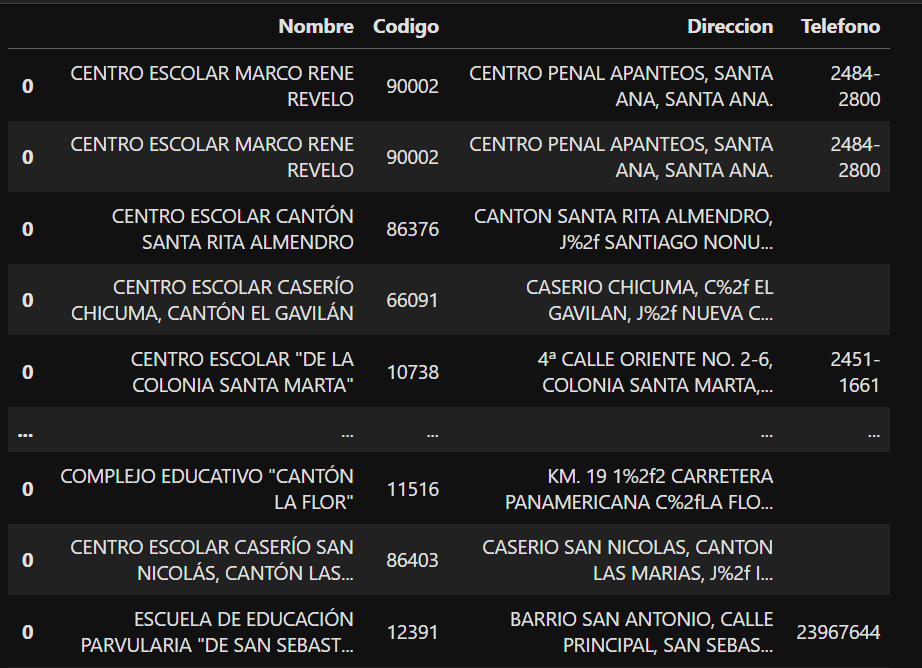 Nombre Codigo Direccion Telefono
0 CENTRO ESCOLAR MARCO RENE REVELO 90002 CENTRO PENAL APANTEOS, SANTA ANA, SANTA ANA. 2484-2800
0 CENTRO ESCOLAR MARCO RENE REVELO 90002 CENTRO PENAL APANTEOS, SANTA ANA, SANTA ANA. 2484-2800
0 CENTRO ESCOLAR CANTÓN SANTA RITA ALMENDRO 86376 CANTON SANTA RITA ALMENDRO, J%2f SANTIAGO NONU...
0 CENTRO ESCOLAR CASERÍO CHICUMA, CANTÓN EL GAVILÁN 66091 CASERIO CHICUMA, C%2f EL GAVILAN, J%2f NUEVA C...
0 CENTRO ESCOLAR "DE LA COLONIA SANTA MARTA" 10738 4ª CALLE ORIENTE NO. 2-6, COLONIA SANTA MARTA,... 2451-1661
... ... ... ... ...
0 COMPLEJO EDUCATIVO "CANTÓN LA FLOR" 11516 KM. 19 1%2f2 CARRETERA PANAMERICANA C%2fLA FLO...
0 CENTRO ESCOLAR CASERÍO SAN NICOLÁS, CANTÓN LAS... 86403 CASERIO SAN NICOLAS, CANTON LAS MARIAS, J%2f I...
0 ESCUELA DE EDUCACIÓN PARVULARIA "DE SAN SEBAST... 12391 BARRIO SAN ANTONIO, CALLE PRINCIPAL, SAN SEBAS... 23967644